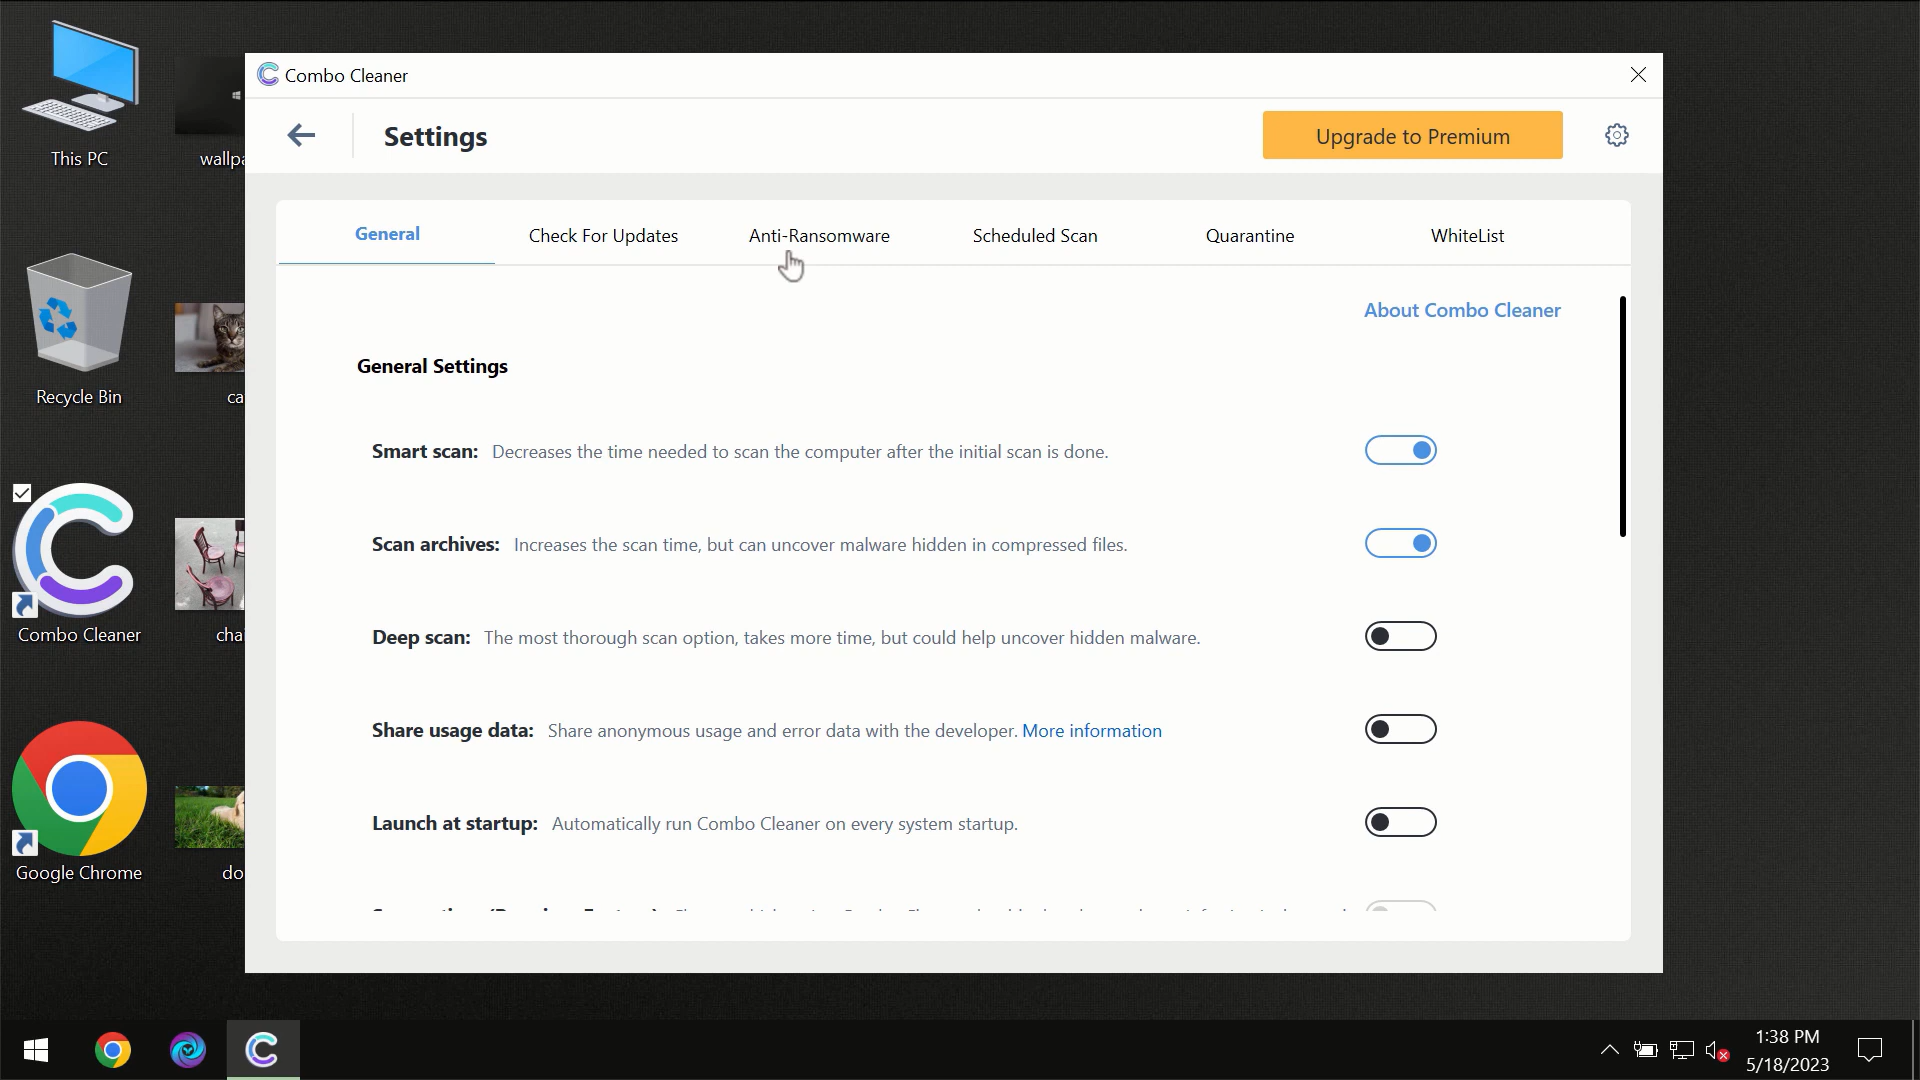 This PC
wallpa
Recycle Bin
ca
Combo Cleaner
chai
Google Chrome
do
Combo Cleaner
Settings
Upgrade to Premium
General
Check For Updates
Anti-Ransomware
Scheduled Scan
Quarantine
WhiteList
About Combo Cleaner
General Settings
Smart scan: Decreases the time needed to scan the computer after the initial scan is done.
Scan archives: Increases the scan time, but can uncover malware hidden in compressed files.
Deep scan: The most thorough scan option, takes more time, but could help uncover hidden malware.
Share usage data: Share anonymous usage and error data with the developer. More information
Launch at startup: Automatically run Combo Cleaner on every system startup.
1:38 PM
5/18/2023